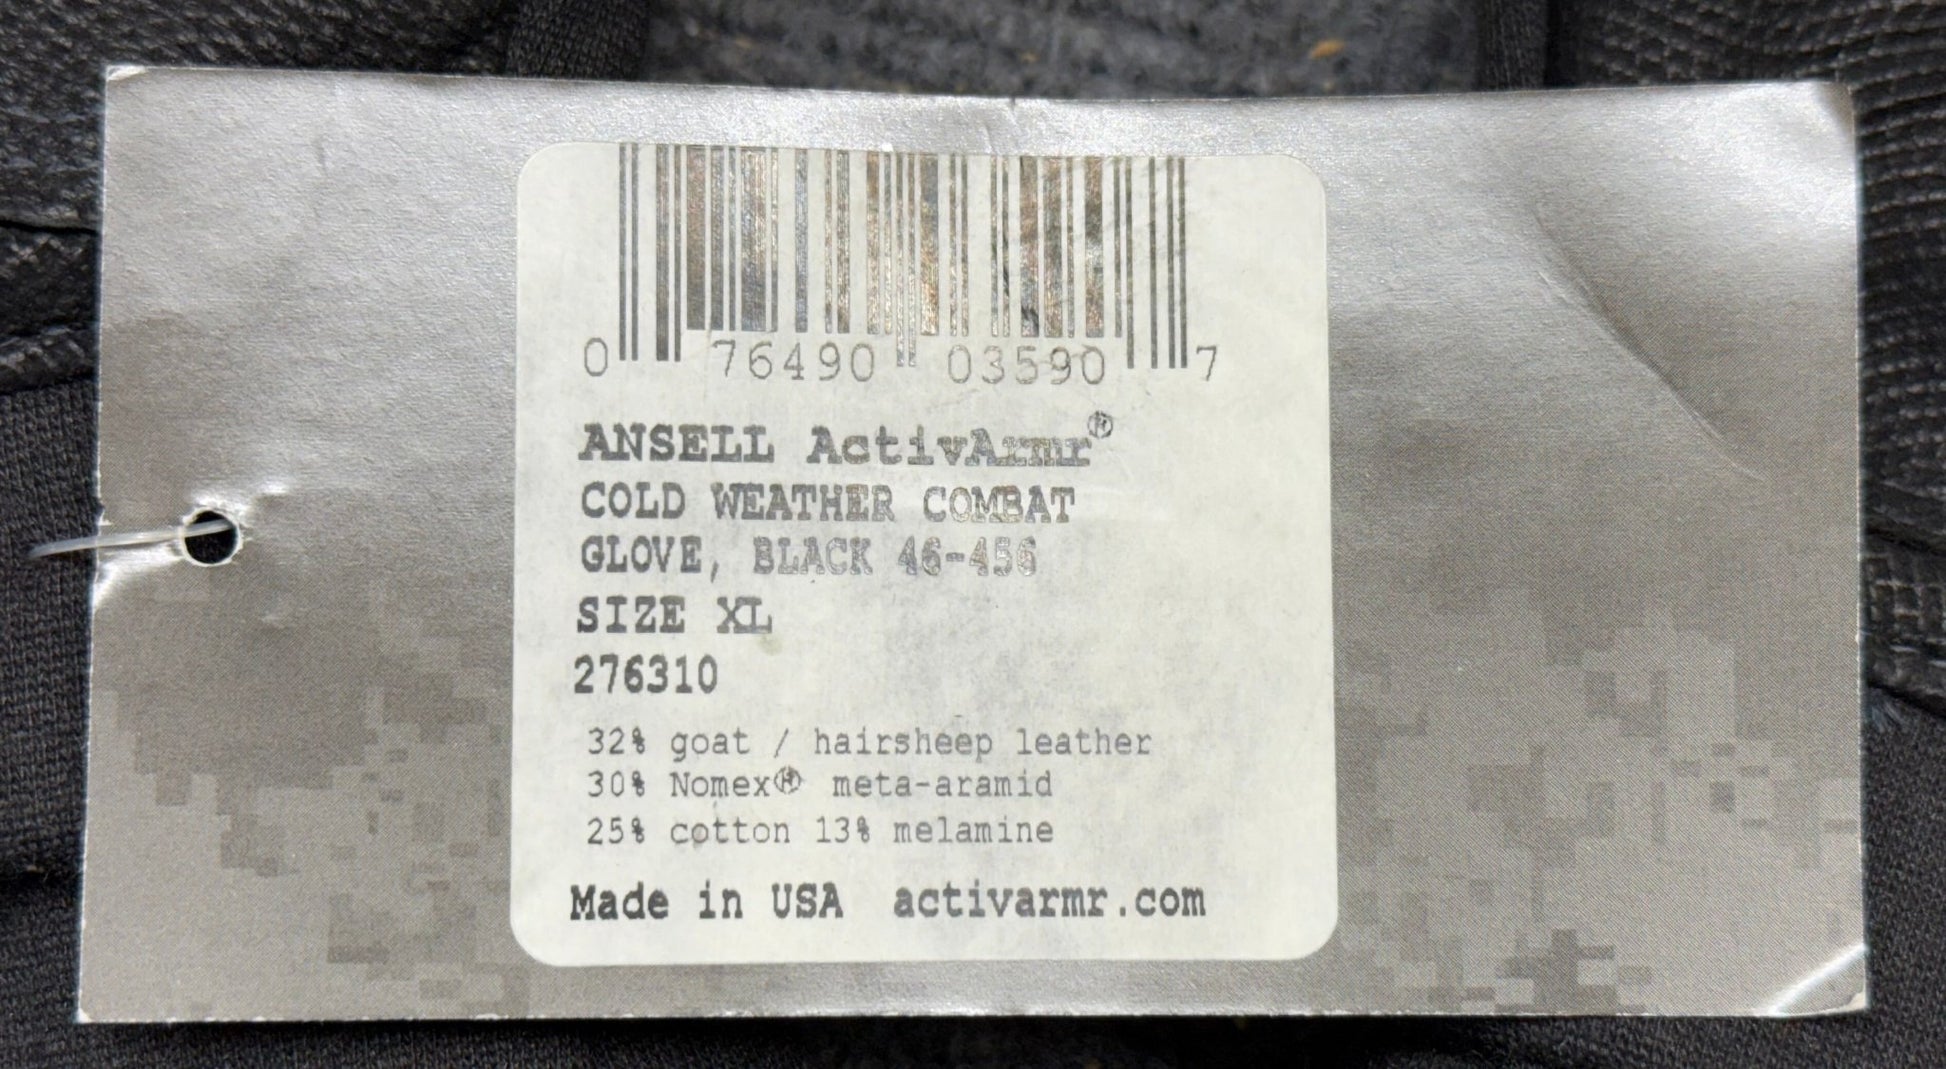 0 76490 03590 7
ANSELL ActivArmr®
COLD WEATHER COMBAT
GLOVE, BLACK 46-456
SIZE XL
276310
32% goat / hairsheep leather
30% Nomex® meta-aramid
25% cotton 13% melamine
Made in USA activarmr.com